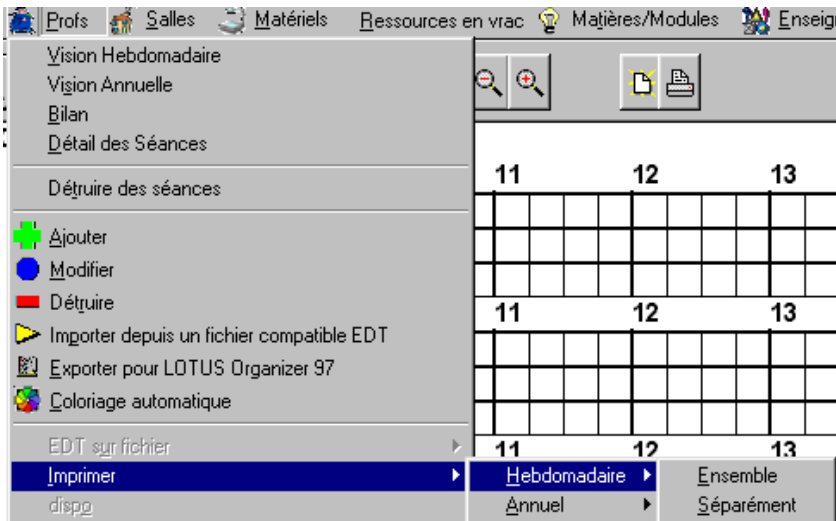 Profs Salles Matériels Ressources en vrac Matières/Modules Enseig
Vision Hebdomadaire
Vision Annuelle
Bilan
Détail des Séances
Détruire des séances
Ajouter
Modifier
Détruire
Importer depuis un fichier compatible EDT
Exporter pour LOTUS Organizer 97
Coloriage automatique
EDT sur fichier
Imprimer
dispo
11 12 13
11 12 13
11 12 13
Hebdomadaire
Annuel
Ensemble
Séparément